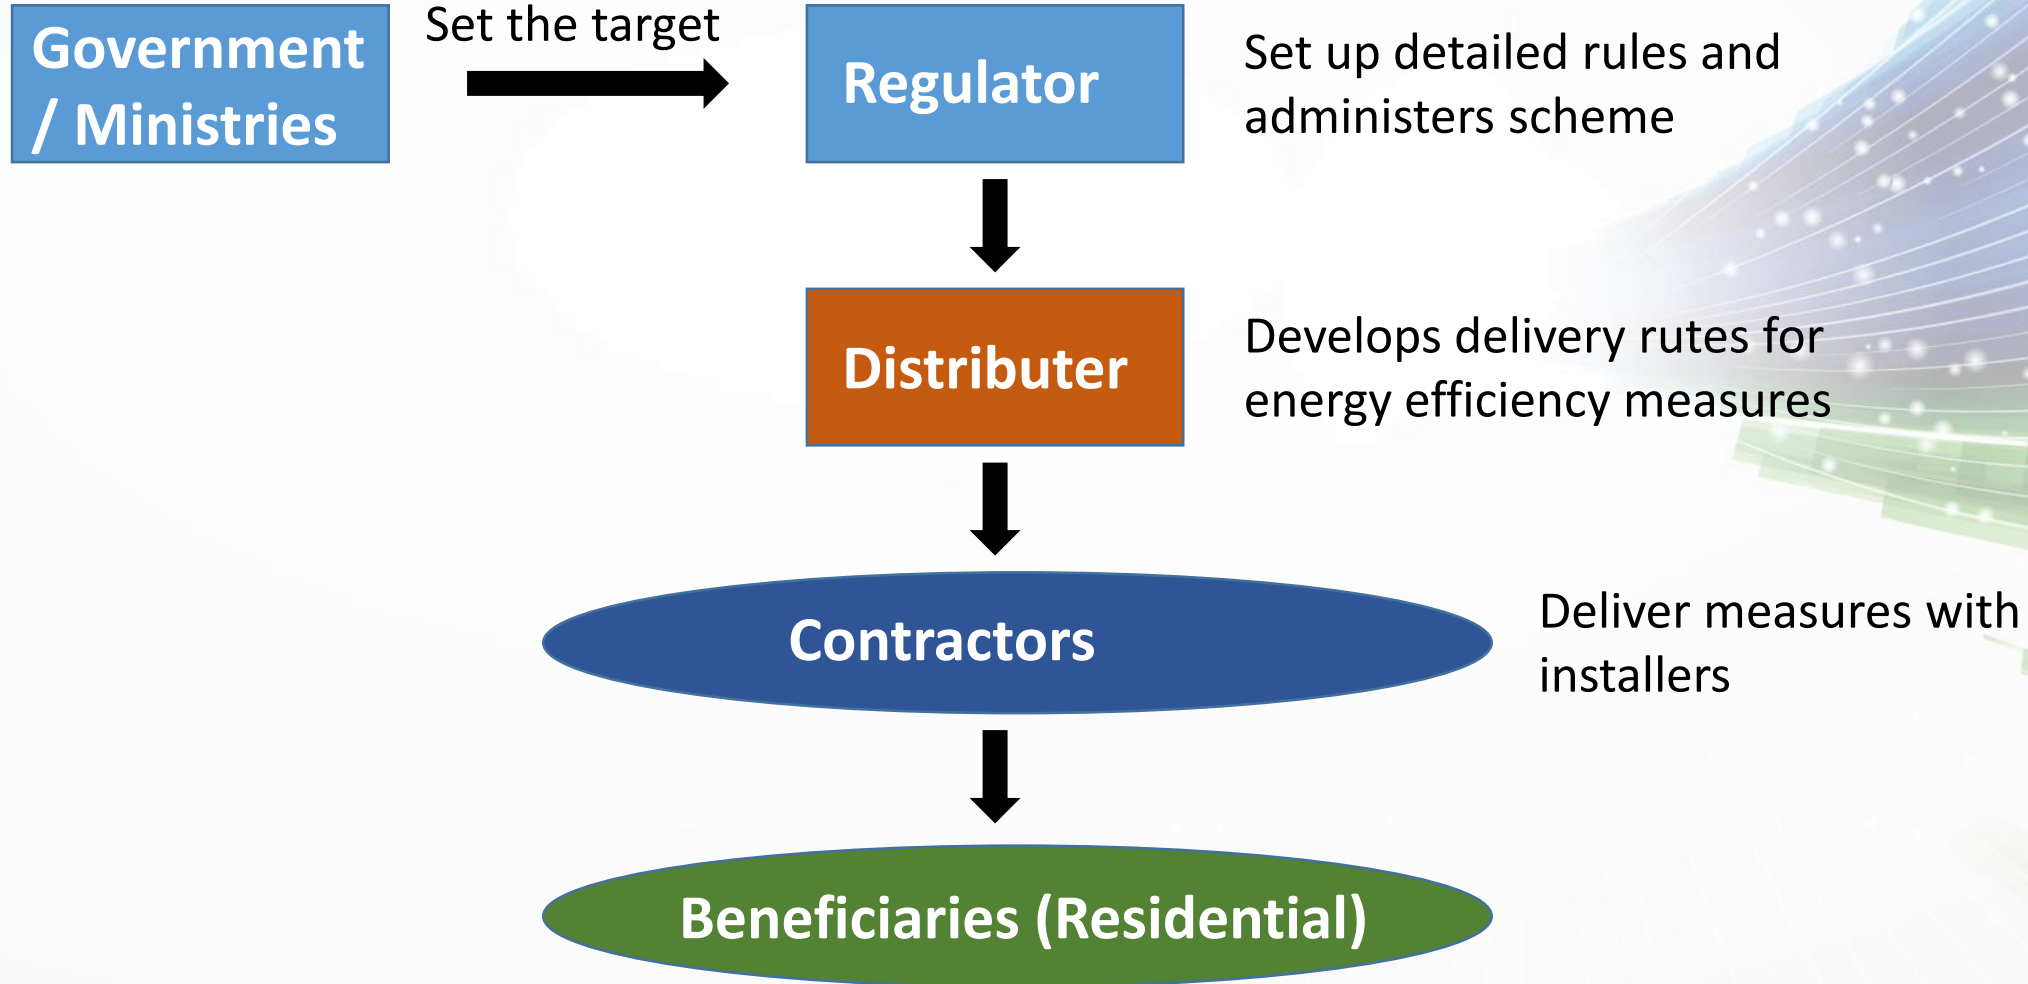 Government
/ Ministries
Set the target
Regulator
Set up detailed rules and
administers scheme
Distributer
Develops delivery rutes for
energy efficiency measures
Contractors
Deliver measures with
installers
Beneficiaries (Residential)